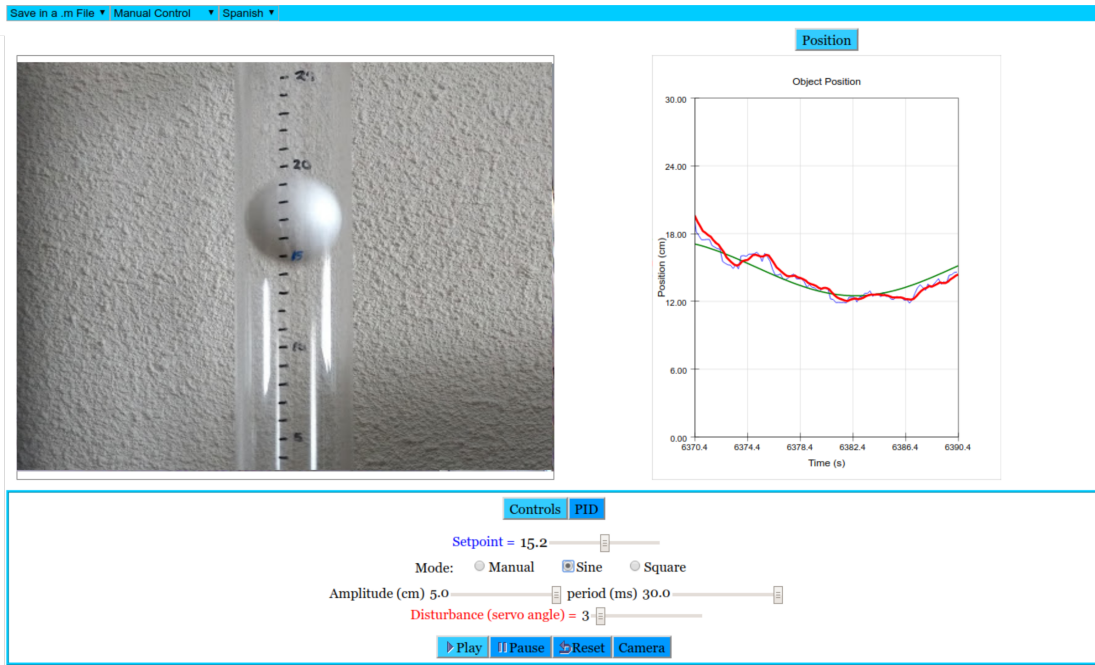 Save in a .m File ▼ Manual Control ▼ Spanish ▼
Position
25
20
15
10
5
Object Position
30.00
24.00
18.00
12.00
6.00
0.00
Position (cm)
6370.4 6374.4 6378.4 6382.4 6386.4 6390.4
Time (s)
Controls PID
Setpoint = 15.2
Mode: Manual Sine Square
Amplitude (cm) 5.0 period (ms) 30.0
Disturbance (servo angle) = 3
Play Pause Reset Camera